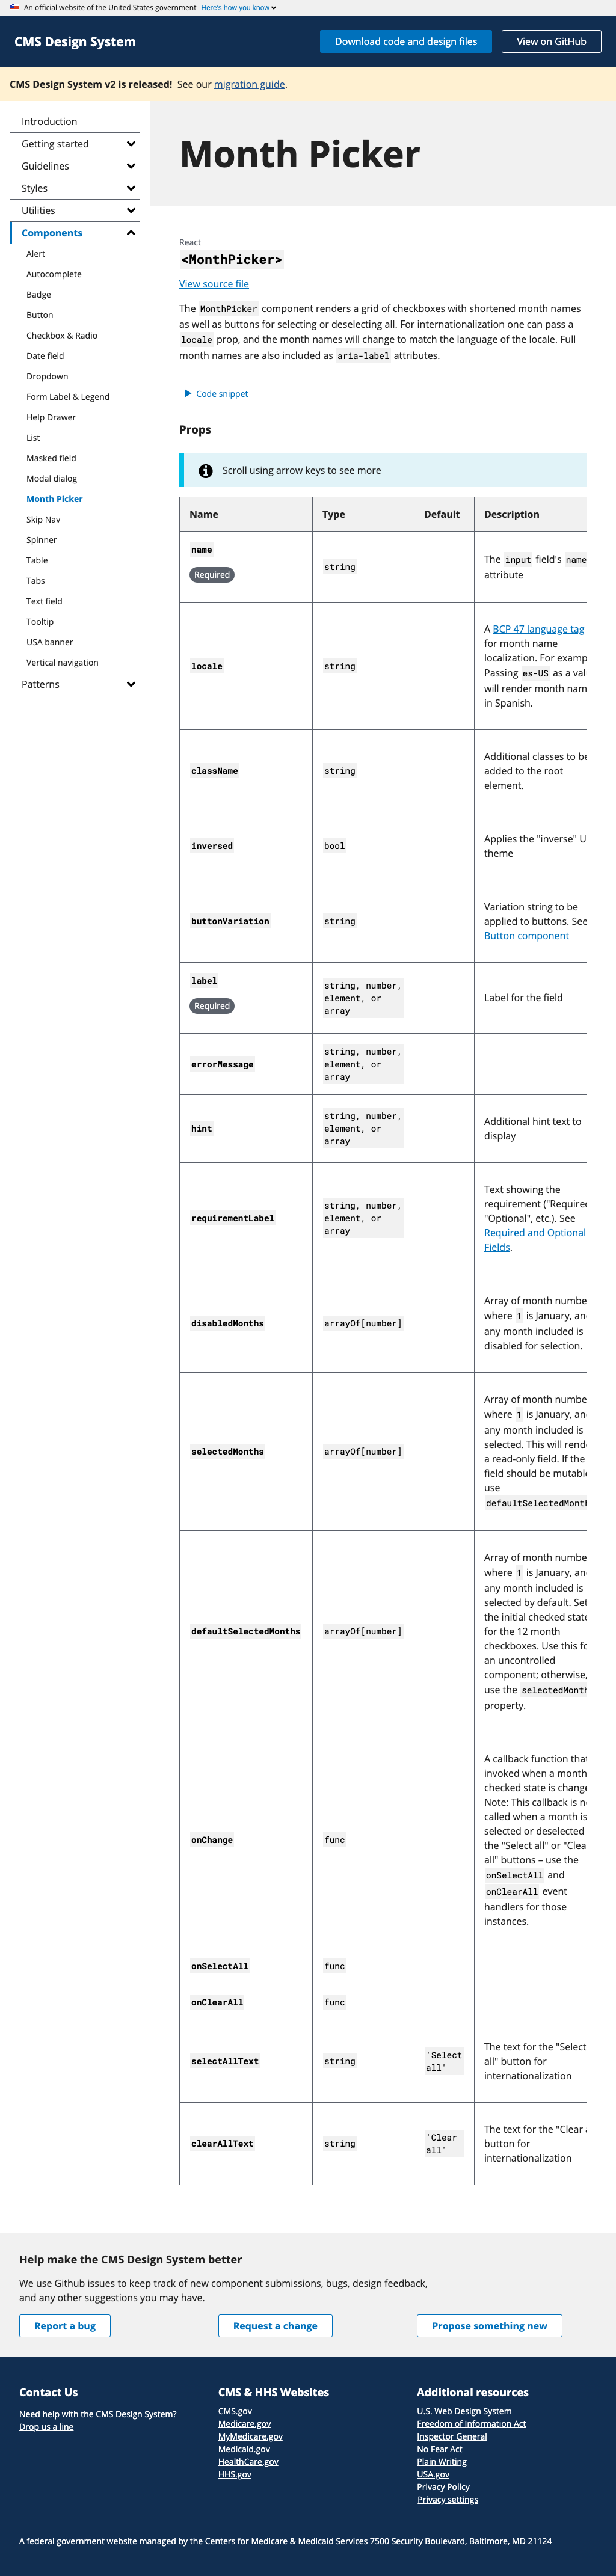 An official website of the United States government Here's how you know
CMS Design System
Download code and design files
View on GitHub
CMS Design System v2 is released! See our migration guide.
Introduction
Getting started
Guidelines
Styles
Utilities
Components
Alert
Autocomplete
Badge
Button
Checkbox & Radio
Date field
Dropdown
Form Label & Legend
Help Drawer
List
Masked field
Modal dialog
Month Picker
Skip Nav
Spinner
Table
Tabs
Text field
Tooltip
USA banner
Vertical navigation
Patterns
Month Picker
React
<MonthPicker>
View source file
The MonthPicker component renders a grid of checkboxes with shortened month names
as well as buttons for selecting or deselecting all. For internationalization one can pass a
locale prop, and the month names will change to match the language of the locale. Full
month names are also included as aria-label attributes.
Code snippet
Props
Scroll using arrow keys to see more
Name Type Default Description
name
Required
string
The input field's name
attribute
locale
string
A BCP 47 language tag
for month name
localization. For examp
Passing es-US as a valu
will render month nam
in Spanish.
className
string
Additional classes to be
added to the root
element.
inversed
bool
Applies the "inverse" U
theme
buttonVariation
string
Variation string to be
applied to buttons. See
Button component
label
Required
string, number,
element, or
array
Label for the field
errorMessage
string, number,
element, or
array
hint
string, number,
element, or
array
Additional hint text to
display
requirementLabel
string, number,
element, or
array
Text showing the
requirement ("Required
"Optional", etc.). See
Required and Optional
Fields.
disabledMonths
arrayOf[number]
Array of month numbe
where 1 is January, and
any month included is
disabled for selection.
selectedMonths
arrayOf[number]
Array of month numbe
where 1 is January, and
any month included is
selected. This will rende
a read-only field. If the
field should be mutable
use
defaultSelectedMonth
defaultSelectedMonths
arrayOf[number]
Array of month numbe
where 1 is January, and
any month included is
selected by default. Set
the initial checked state
for the 12 month
checkboxes. Use this fo
an uncontrolled
component; otherwise,
use the selectedMonth
property.
onChange
func
A callback function that
invoked when a month
checked state is change
Note: This callback is no
called when a month is
selected or deselected
the "Select all" or "Clea
all" buttons – use the
onSelectAll and
onClearAll event
handlers for those
instances.
onSelectAll
func
onClearAll
func
selectAllText
string
'Select
all'
The text for the "Select
all" button for
internationalization
clearAllText
string
'Clear
all'
The text for the "Clear a
button for
internationalization
Help make the CMS Design System better
We use Github issues to keep track of new component submissions, bugs, design feedback,
and any other suggestions you may have.
Report a bug
Request a change
Propose something new
Contact Us
Need help with the CMS Design System?
Drop us a line
CMS & HHS Websites
CMS.gov
Medicare.gov
MyMedicare.gov
Medicaid.gov
HealthCare.gov
HHS.gov
Additional resources
U.S. Web Design System
Freedom of Information Act
Inspector General
No Fear Act
Plain Writing
USA.gov
Privacy Policy
Privacy settings
A federal government website managed by the Centers for Medicare & Medicaid Services 7500 Security Boulevard, Baltimore, MD 21124